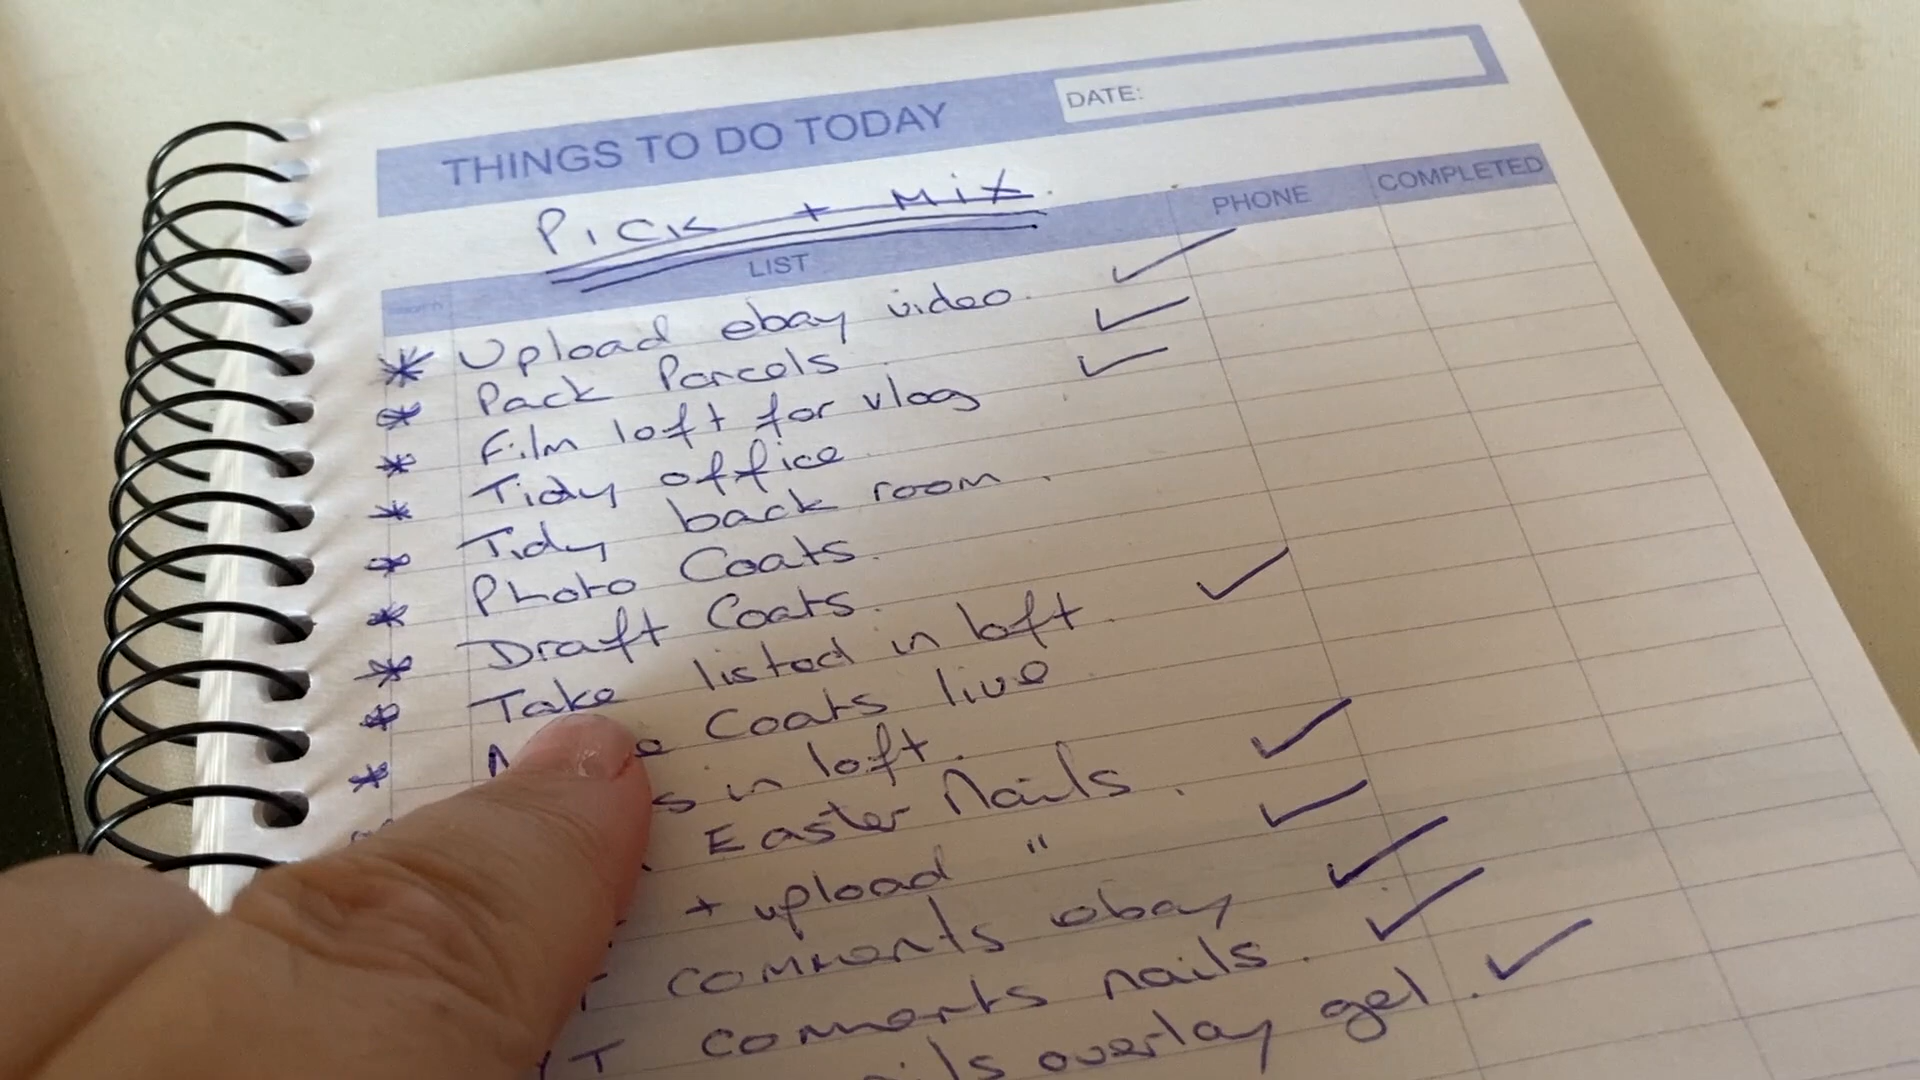 THINGS TO DO TODAY
DATE:
PICK + MIX.
LIST
PHONE
COMPLETED
* Upload ebay video.
* Pack Parcels
* Film loft for vlog
* Tidy office
* Tidy back room.
* Photo Coats.
* Draft Coats.
* Take listed in loft.
* Coats live
in loft.
Easter Nails.
+ upload "
comments ebay
YT comments nails.
overlay gel.